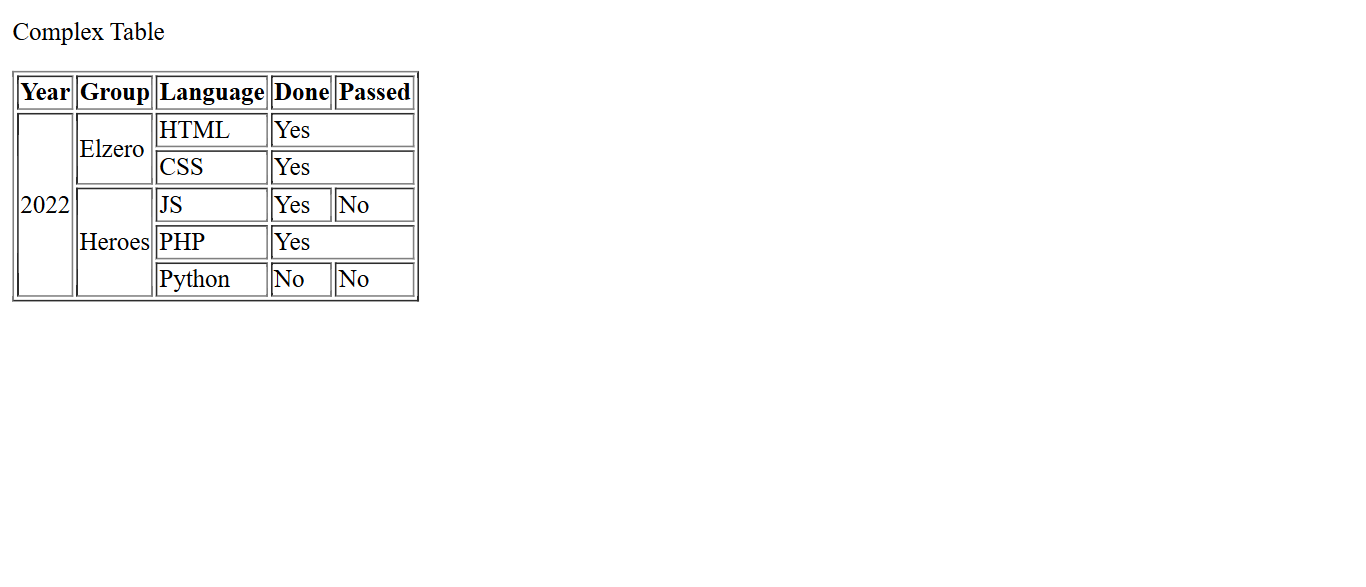 Complex Table
Year Group Language Done Passed
2022 Elzero HTML Yes
CSS Yes
Heroes JS Yes No
PHP Yes
Python No No